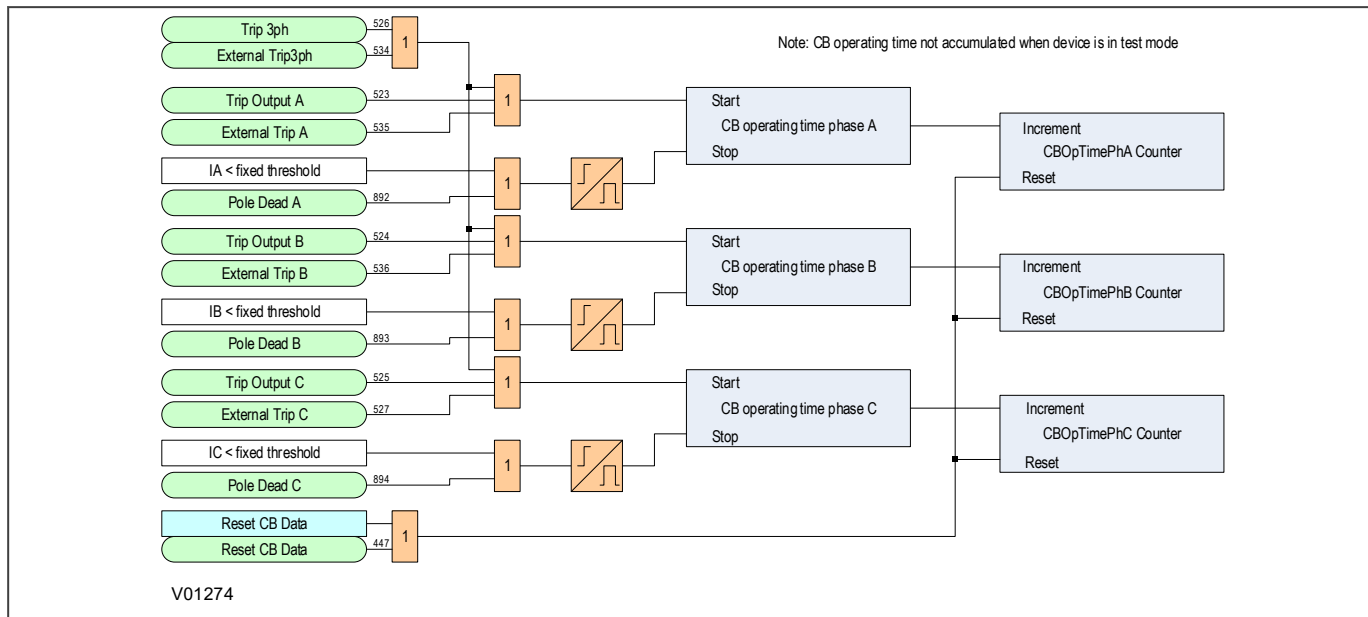 Trip 3ph
526
External Trip3ph
534
1
Note: CB operating time not accumulated when device is in test mode
Trip Output A
523
External Trip A
535
1
Start
CB operating time phase A
Stop
Increment
CBOpTimePhA Counter
Reset
IA < fixed threshold
Pole Dead A
892
1
Trip Output B
524
External Trip B
536
1
Start
CB operating time phase B
Stop
Increment
CBOpTimePhB Counter
Reset
IB < fixed threshold
Pole Dead B
893
1
Trip Output C
525
External Trip C
527
1
Start
CB operating time phase C
Stop
Increment
CBOpTimePhC Counter
Reset
IC < fixed threshold
Pole Dead C
894
1
Reset CB Data
Reset CB Data
447
1
V01274